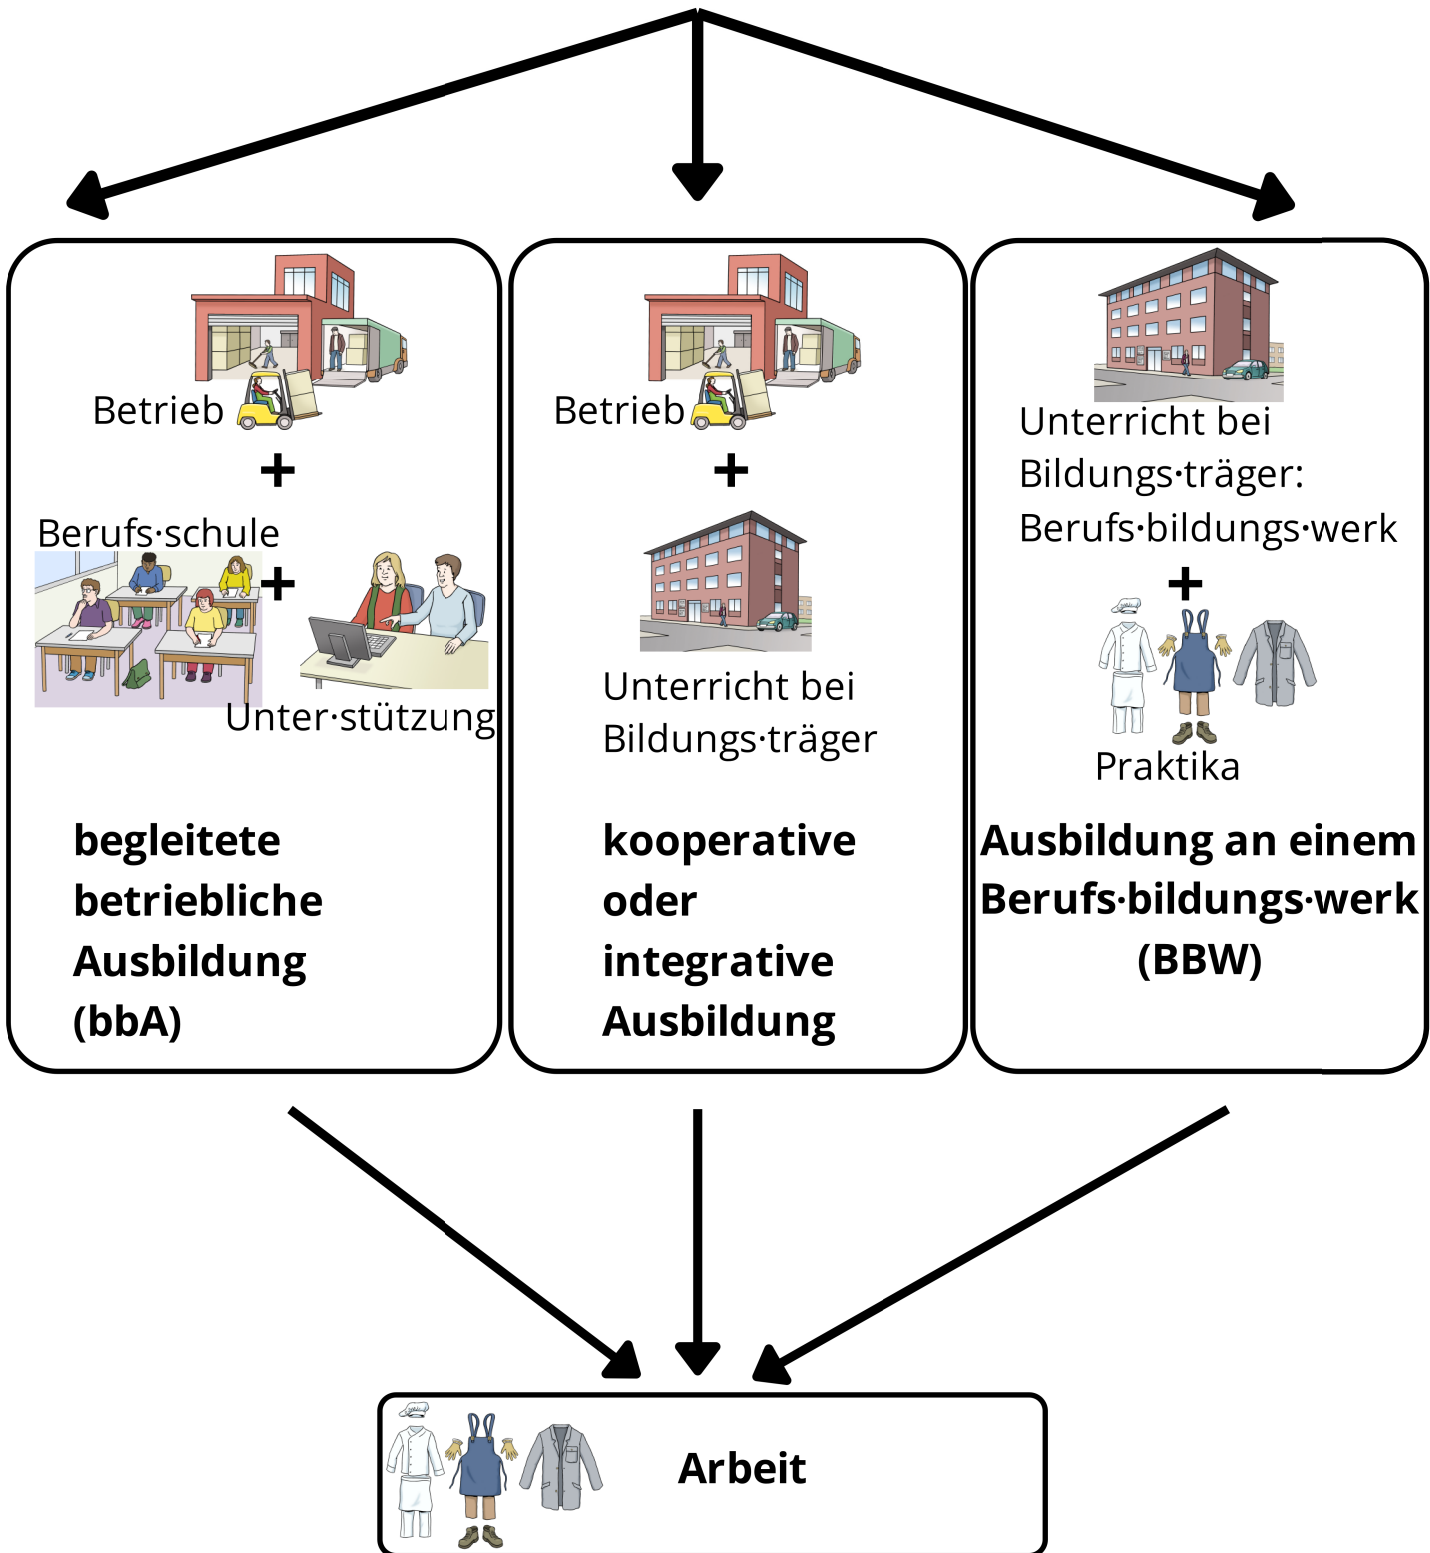 Betrieb
+
Berufs·schule
+
Unter·stützung
begleitete
betriebliche
Ausbildung
(bbA)
Betrieb
+
Unterricht bei
Bildungs·träger
kooperative
oder
integrative
Ausbildung
Unterricht bei
Bildungs·träger:
Berufs·bildungs·werk
+
Praktika
Ausbildung an einem
Berufs·bildungs·werk
(BBW)
Arbeit